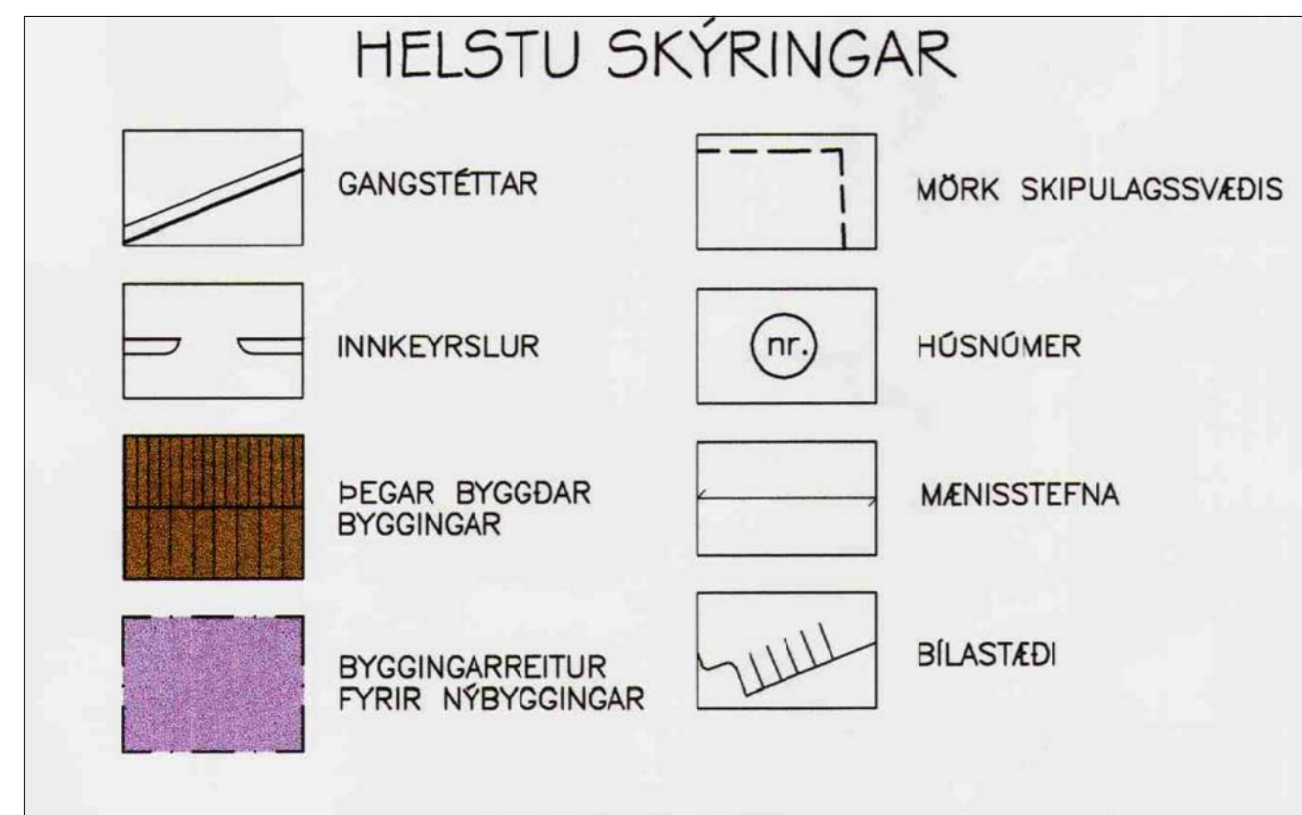 HELSTU SKÝRINGAR
GANGSTÉTTAR
INNKEYRSLUR
ÞEGAR BYGGÐAR
BYGGINGAR
BYGGINGARREITUR
FYRIR NÝBYGGINGAR
MÖRK SKIPULAGSSVÆÐIS
nr.
HÚSNÚMER
MÆNISSTEFNA
BÍLASTÆÐI